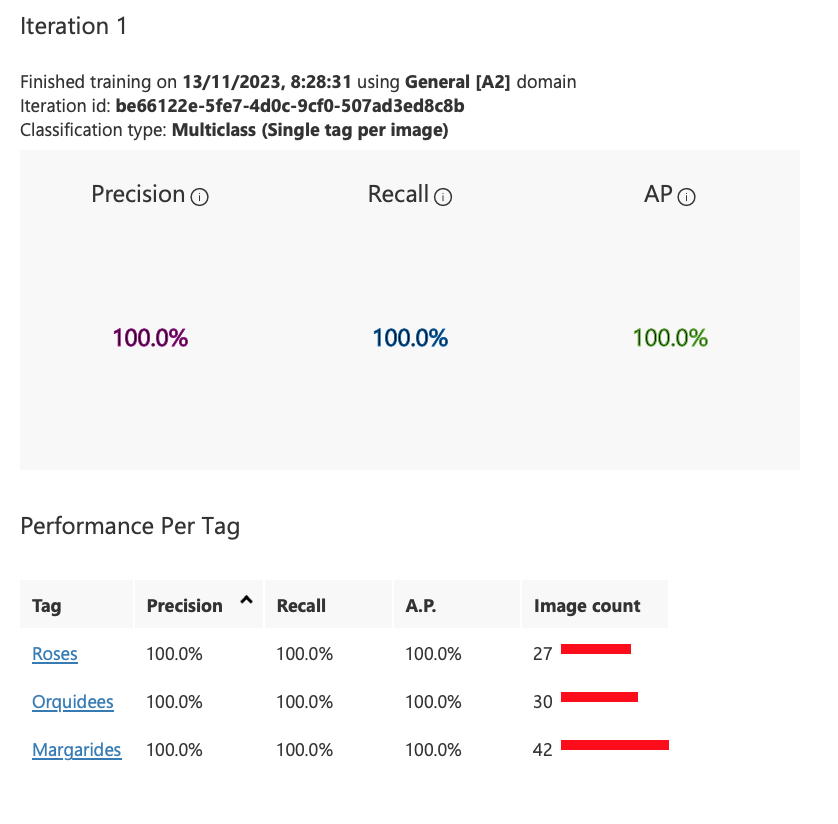 Iteration 1
Finished training on 13/11/2023, 8:28:31 using General [A2] domain
Iteration id: be66122e-5fe7-4d0c-9cf0-507ad3ed8c8b
Classification type: Multiclass (Single tag per image)
Precision Recall AP
100.0% 100.0% 100.0%
Performance Per Tag
Tag Precision Recall A.P. Image count
Roses 100.0% 100.0% 100.0% 27
Orquidees 100.0% 100.0% 100.0% 30
Margarides 100.0% 100.0% 100.0% 42